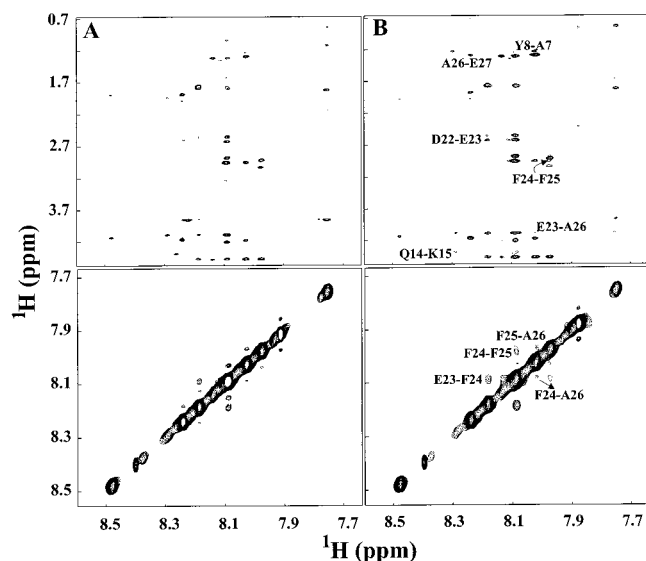 0.7
A
B
Y8-A7
A26-E27
1.7
D22-E23
2.7
F24-F25
3.7
E23-A26
Q14-K15
¹H (ppm)
7.7
7.9
F25-A26
F24-F25
8.1
E23-F24
F24-A26
8.3
8.5
8.5 8.3 8.1 7.9 7.7 8.5 8.3 8.1 7.9 7.7
¹H (ppm)